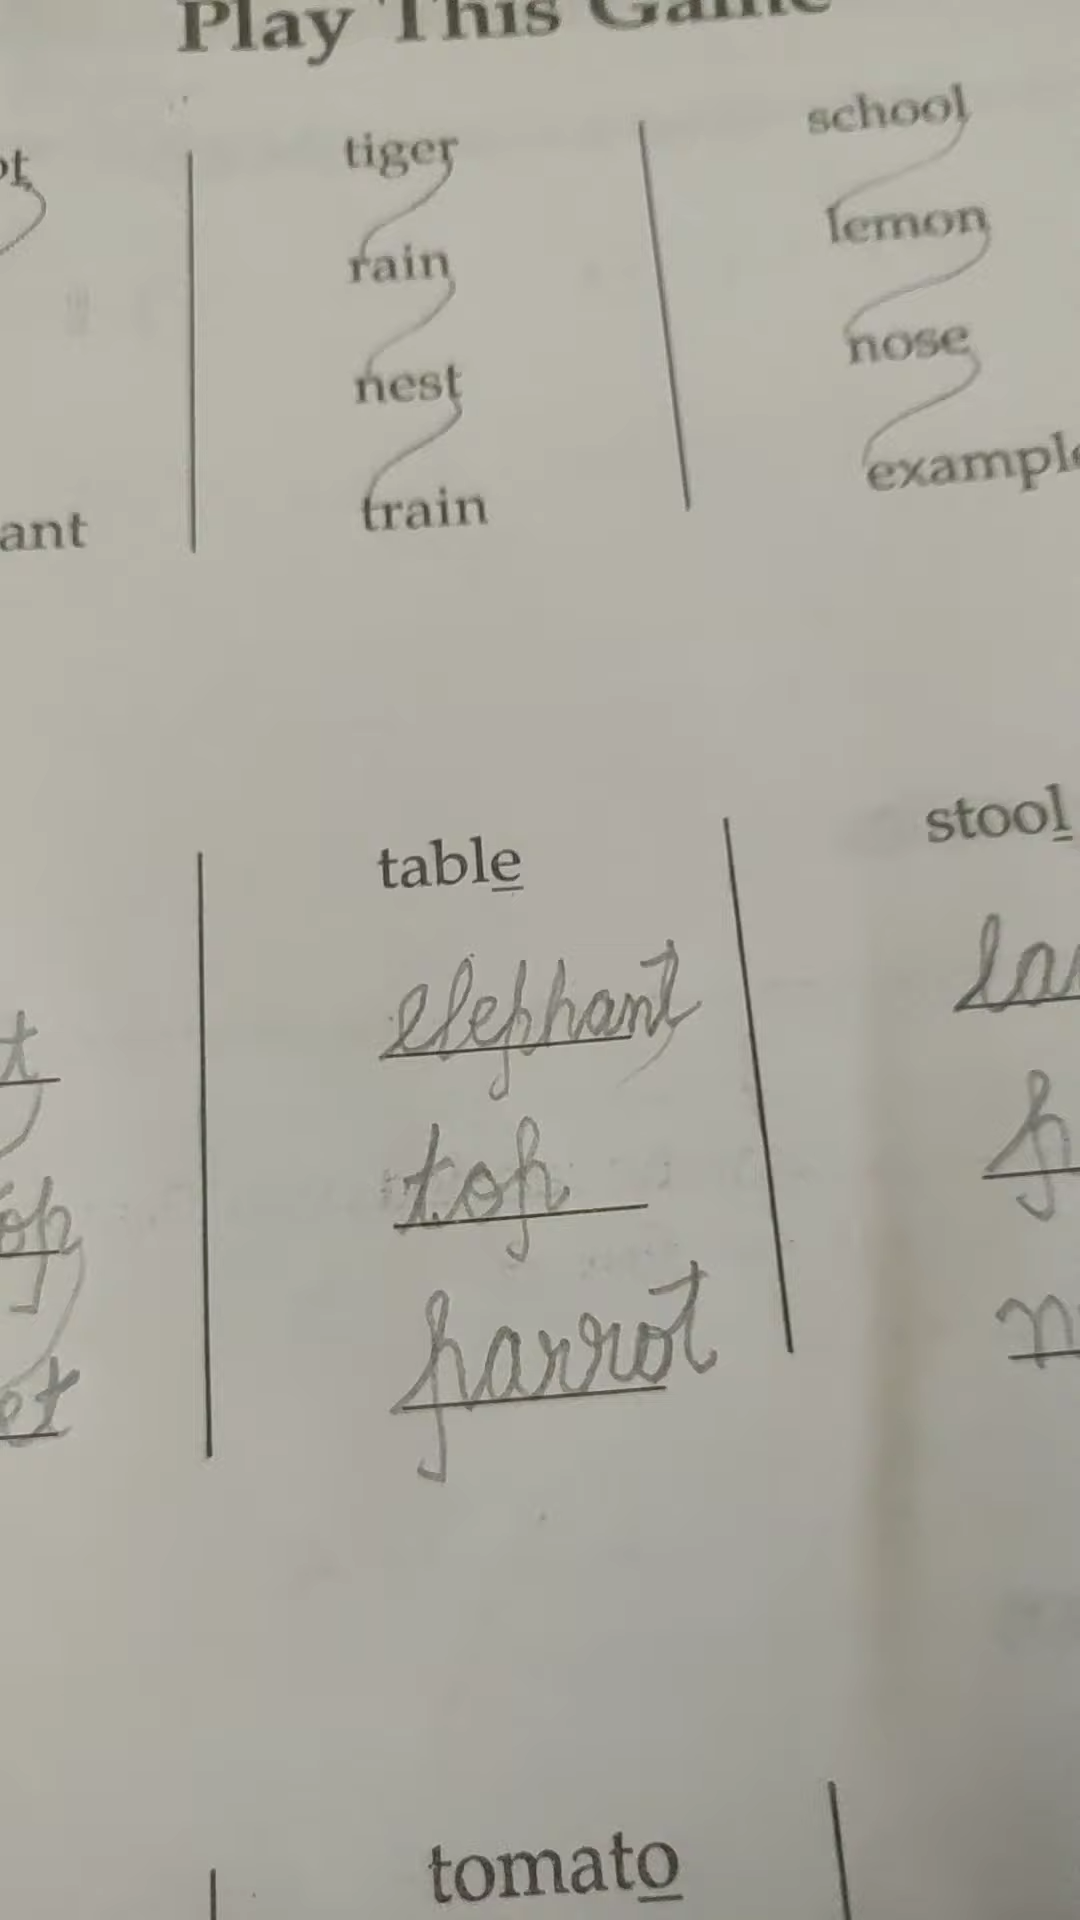 Play This Game
tiger
rain
nest
train
school
lemon
nose
example
ant
table
elephant
top
parrot
stool
tomato